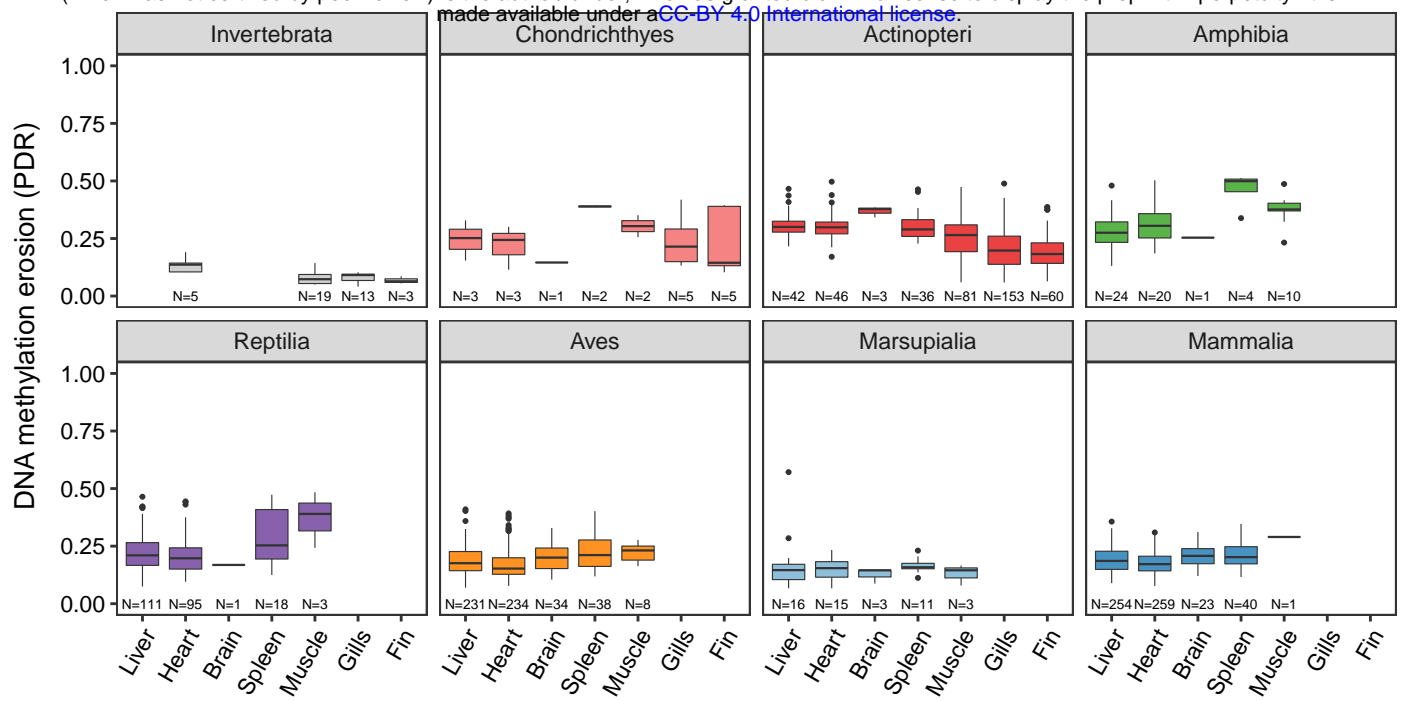 made available under aCC-BY 4.0 International license.
Invertebrata Chondrichthyes Actinopteri Amphibia
DNA methylation erosion (PDR)
1.00
0.75
0.50
0.25
0.00
N=5 N=19 N=13 N=3
N=3 N=3 N=1 N=2 N=2 N=5 N=5
N=42 N=46 N=3 N=36 N=81 N=153 N=60
N=24 N=20 N=1 N=4 N=10
Reptilia Aves Marsupialia Mammalia
1.00
0.75
0.50
0.25
0.00
N=111 N=95 N=1 N=18 N=3
N=231 N=234 N=34 N=38 N=8
N=16 N=15 N=3 N=11 N=3
N=254 N=259 N=23 N=40 N=1
Liver Heart Brain Spleen Muscle Gills Fin
Liver Heart Brain Spleen Muscle Gills Fin
Liver Heart Brain Spleen Muscle Gills Fin
Liver Heart Brain Spleen Muscle Gills Fin